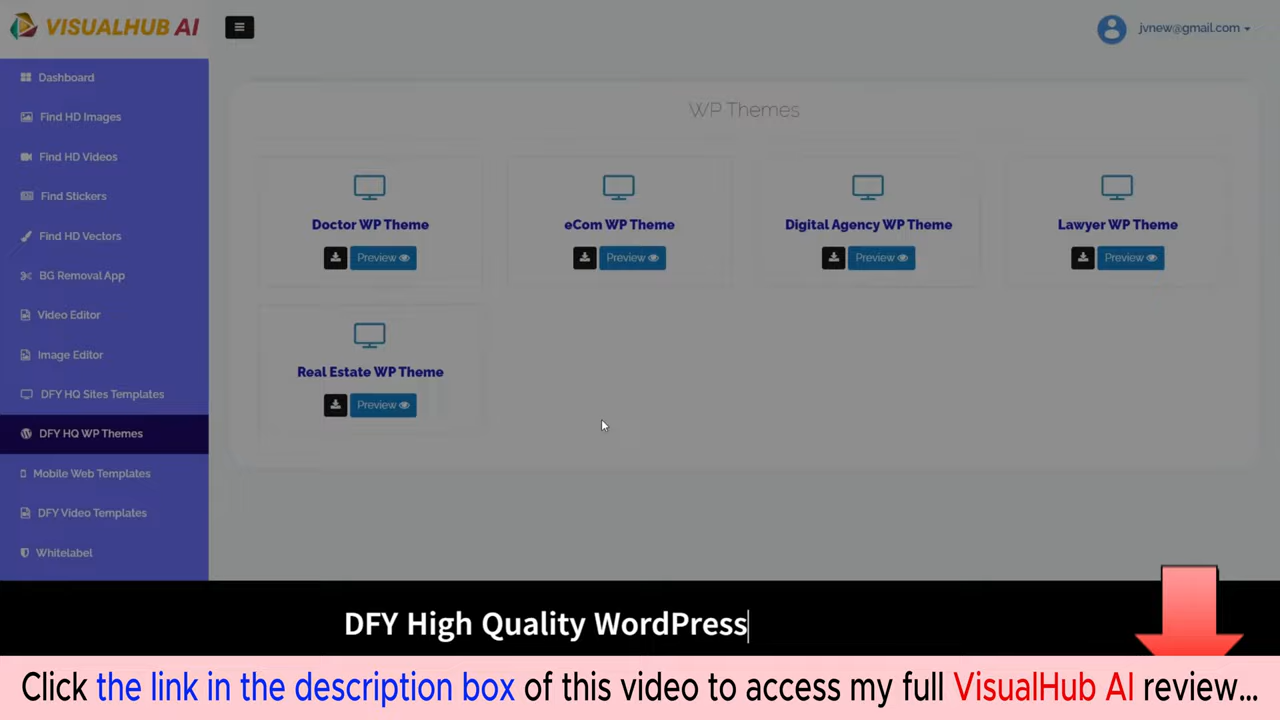 VISUALHUB AI
jvnew@gmail.com
Dashboard
Find HD Images
Find HD Videos
Find Stickers
Find HD Vectors
BG Removal App
Video Editor
Image Editor
DFY HQ Sites Templates
DFY HQ WP Themes
Mobile Web Templates
DFY Video Templates
Whitelabel
WP Themes
Doctor WP Theme
Preview
eCom WP Theme
Preview
Digital Agency WP Theme
Preview
Lawyer WP Theme
Preview
Real Estate WP Theme
Preview
DFY High Quality WordPress
Click the link in the description box of this video to access my full VisualHub AI review...